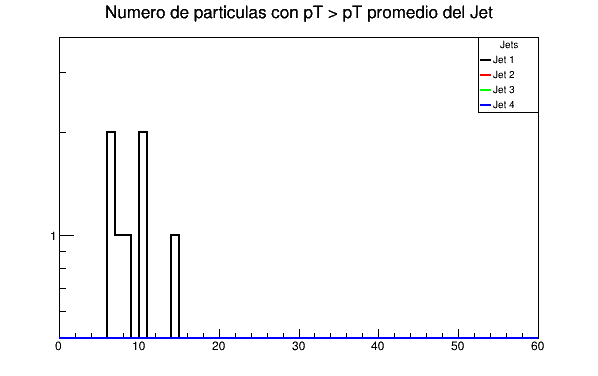 Numero de particulas con pT > pT promedio del Jet
Jets
Jet 1
Jet 2
Jet 3
Jet 4
1
0 10 20 30 40 50 60